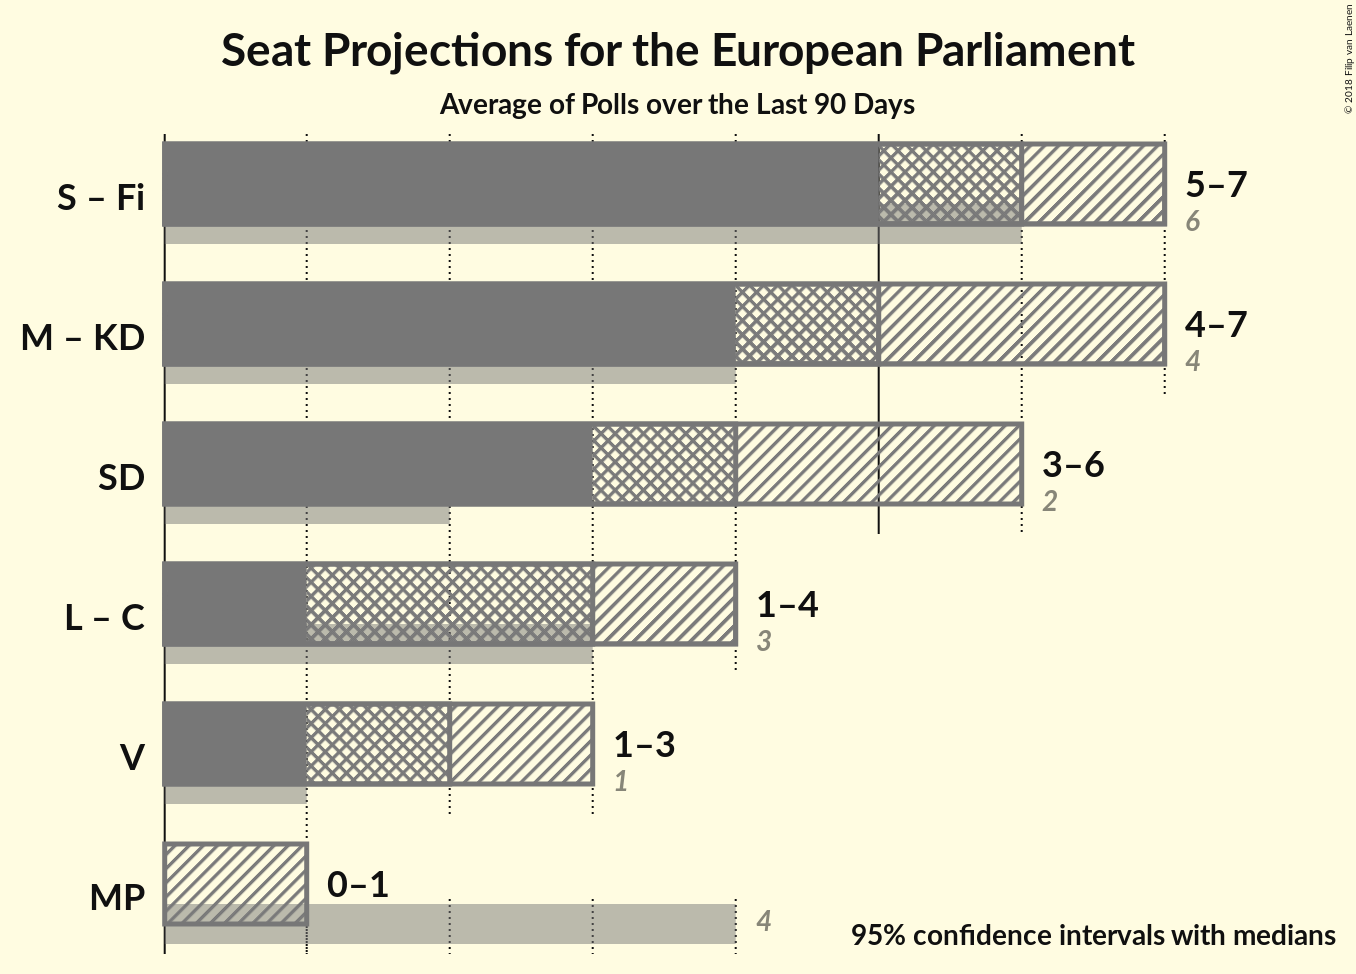 Seat Projections for the European Parliament
Average of Polls over the Last 90 Days
© 2018 Filip van Laenen
S – Fi
5–7
6
M – KD
4–7
4
SD
3–6
2
L – C
1–4
3
V
1–3
1
MP
0–1
4
95% confidence intervals with medians